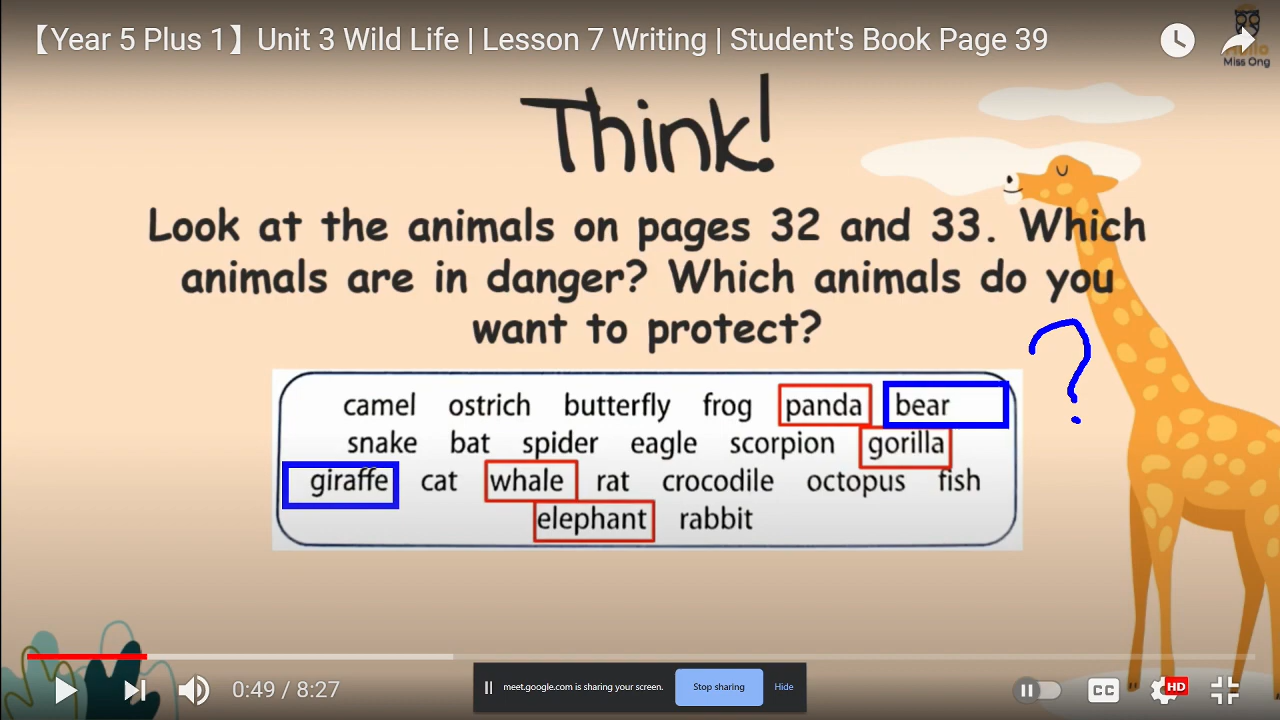 【Year 5 Plus 1】Unit 3 Wild Life | Lesson 7 Writing | Student's Book Page 39
Hello
Miss Ong
Think!
Look at the animals on pages 32 and 33. Which
animals are in danger? Which animals do you
want to protect?
?
camel ostrich butterfly frog panda bear
snake bat spider eagle scorpion gorilla
giraffe cat whale rat crocodile octopus fish
elephant rabbit
0:49 / 8:27
meet.google.com is sharing your screen. Stop sharing Hide
CC HD